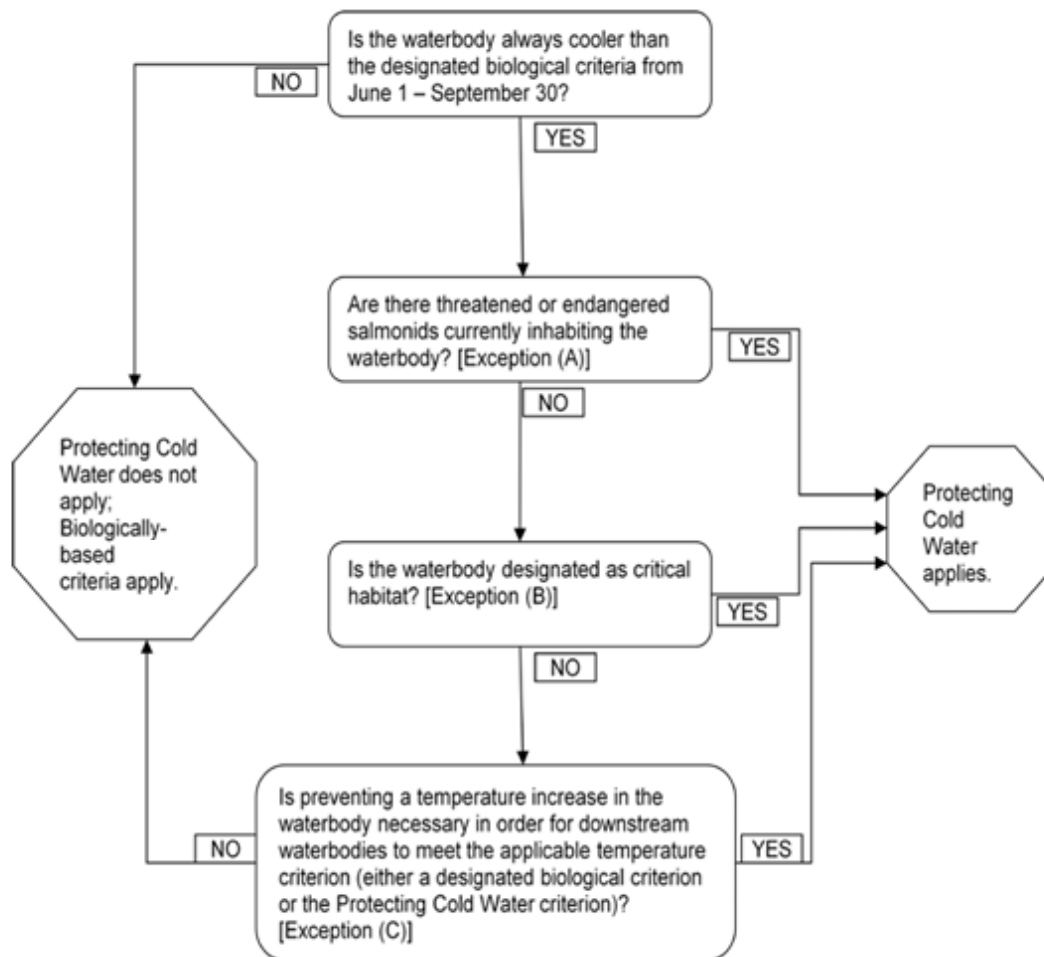 Is the waterbody always cooler than
the designated biological criteria from
June 1 – September 30?
NO
YES
Are there threatened or endangered
salmonids currently inhabiting the
waterbody? [Exception (A)]
YES
NO
Protecting Cold
Water does not
apply;
Biologically-
based
criteria apply.
Protecting
Cold
Water
applies.
Is the waterbody designated as critical
habitat? [Exception (B)]
YES
NO
Is preventing a temperature increase in the
waterbody necessary in order for downstream
waterbodies to meet the applicable temperature
criterion (either a designated biological criterion
or the Protecting Cold Water criterion)?
[Exception (C)]
NO
YES